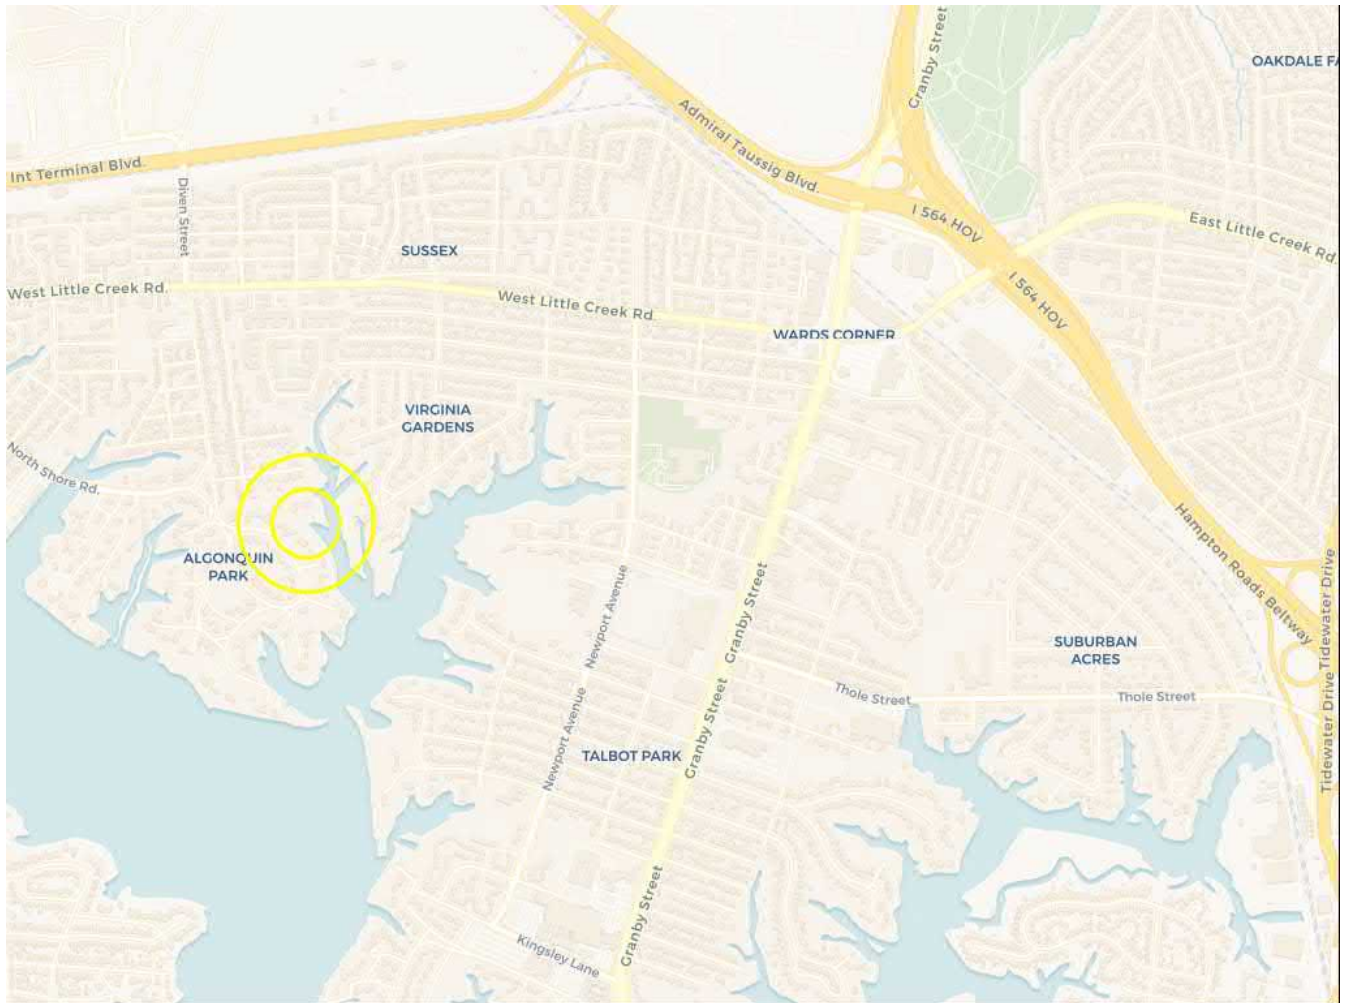 Granby Street
OAKDALE FA
Admiral Taussig Blvd.
Int Terminal Blvd.
Diven Street
I 564 HOV
East Little Creek Rd.
SUSSEX
West Little Creek Rd.
West Little Creek Rd.
I 564 HOV
WARDS CORNER
VIRGINIA
GARDENS
North Shore Rd.
Hampton Roads Beltway
ALGONQUIN
PARK
Newport Avenue
Granby Street
Tidewater Drive
SUBURBAN
ACRES
Thole Street
Thole Street
Newport Avenue
Granby Street
Tidewater Drive
TALBOT PARK
Granby Street
Kingsley Lane